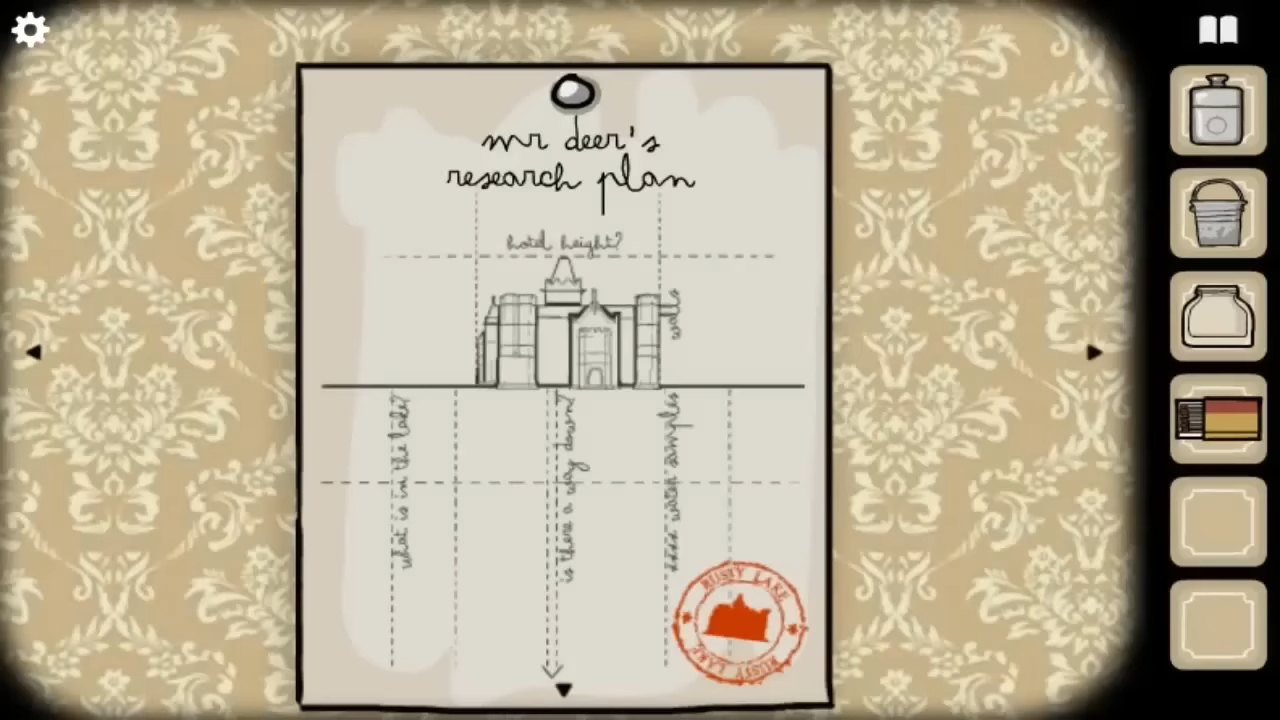 mr deer's
research plan
hotel height?
walls
what is in the lake?
is there a way down?
water samples
RUSTY LAKE
RUSTY LAKE